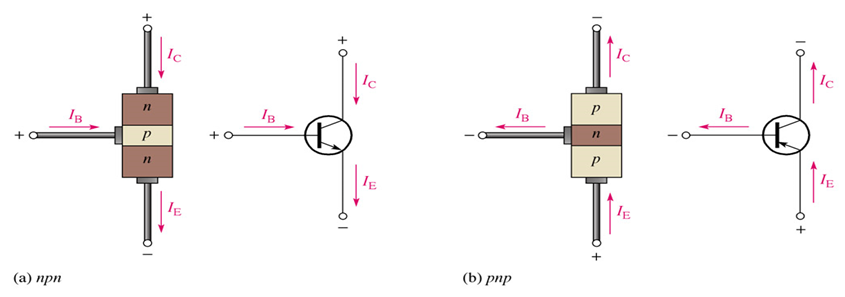 + + − −
I_C I_C I_C I_C
n p
+ I_B p + I_B − I_B n − I_B
n p
I_E I_E I_E I_E
− − + +
(a) npn (b) pnp